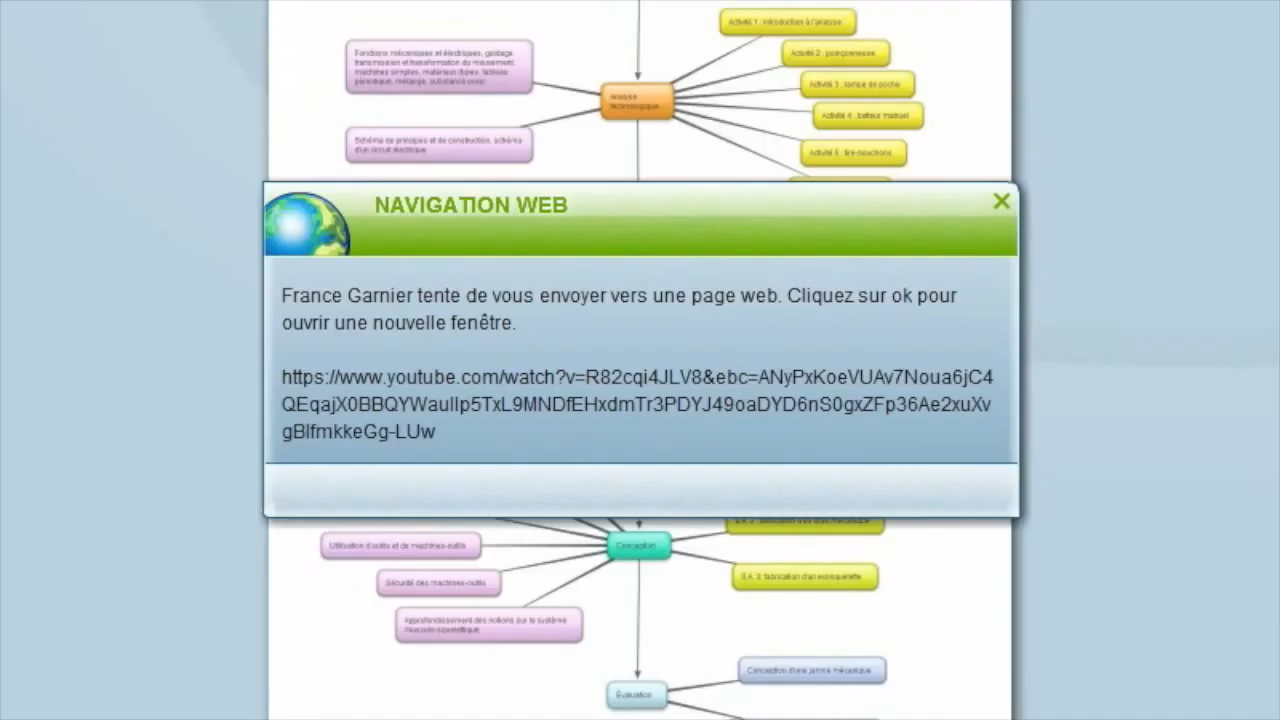 Activité 1 : introduction à l'analyse
Fonctions mécaniques et électriques, guidage,
transmission et transformation du mouvement,
machines simples, matériaux (types, tableau
périodique, mélange, substance pure)
Activité 2 : poinçonneuse
Activité 3 : lampe de poche
Analyse
technologique
Activité 4 : batteur manuel
Schéma de principes et de construction, schéma
d'un circuit électrique
Activité 5 : tire-bouchons
NAVIGATION WEB
France Garnier tente de vous envoyer vers une page web. Cliquez sur ok pour
ouvrir une nouvelle fenêtre.
https://www.youtube.com/watch?v=R82cqi4JLV8&ebc=ANyPxKoeVUAv7Noua6jC4
QEqajX0BBQYWauIlp5TxL9MNDfEHxdmTr3PDYJ49oaDYD6nS0gxZFp36Ae2xuXv
gBlfmkkeGg-LUw
Utilisation d'outils et de machines-outils
Conception
Sécurité des machines-outils
S.A. 3: fabrication d'un exosquelette
Approfondissement des notions sur le système
musculo-squelettique
Conception d'une jambe mécanique
Évaluation